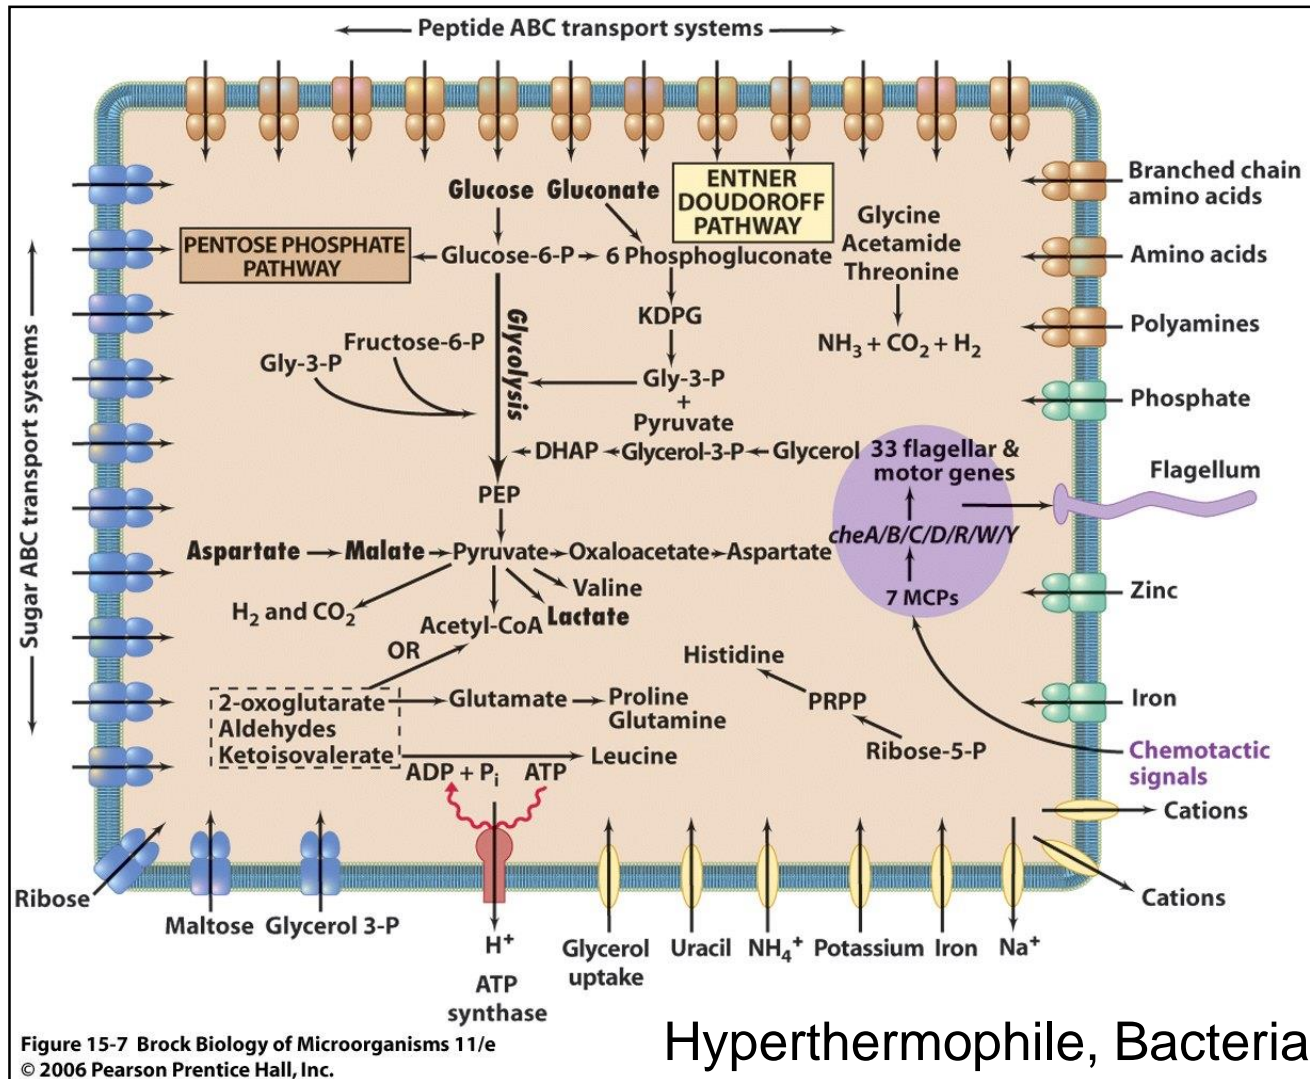 Peptide ABC transport systems
Sugar ABC transport systems
Glucose Gluconate
ENTNER
DOUDOROFF
PATHWAY
PENTOSE PHOSPHATE
PATHWAY
Glucose-6-P
6 Phosphogluconate
Glycine
Acetamide
Threonine
NH₃ + CO₂ + H₂
KDPG
Glycolysis
Fructose-6-P
Gly-3-P
Gly-3-P
+
Pyruvate
DHAP
Glycerol-3-P
Glycerol
PEP
33 flagellar &
motor genes
cheA/B/C/D/R/W/Y
7 MCPs
Aspartate
Malate
Pyruvate
Oxaloacetate
Aspartate
Valine
Lactate
H₂ and CO₂
Acetyl-CoA
OR
2-oxoglutarate
Aldehydes
Ketoisovalerate
Glutamate
Proline
Glutamine
Leucine
Histidine
PRPP
Ribose-5-P
ADP + Pᵢ
ATP
Branched chain
amino acids
Amino acids
Polyamines
Phosphate
Flagellum
Zinc
Iron
Chemotactic
signals
Cations
Cations
Ribose
Maltose
Glycerol 3-P
H⁺
ATP
synthase
Glycerol
uptake
Uracil
NH₄⁺
Potassium
Iron
Na⁺
Figure 15-7 Brock Biology of Microorganisms 11/e
© 2006 Pearson Prentice Hall, Inc.
Hyperthermophile, Bacteria